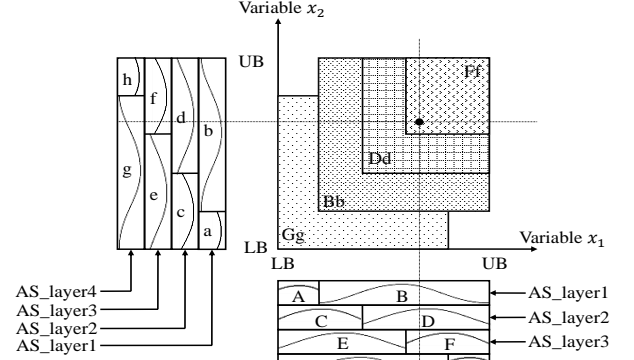 Variable x₂
UB
h
f
d
b
Ff
g
Dd
e
c
Bb
a
Gg
LB
Variable x₁
LB
UB
AS_layer4
AS_layer3
AS_layer2
AS_layer1
A
B
AS_layer1
C
D
AS_layer2
E
F
AS_layer3